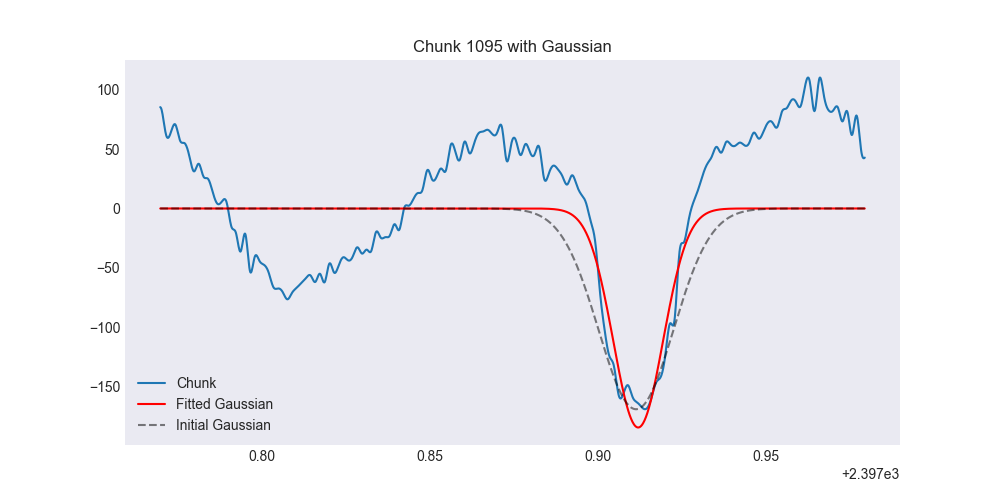 Chunk 1095 with Gaussian
100
50
0
−50
−100
−150
Chunk
Fitted Gaussian
Initial Gaussian
0.80 0.85 0.90 0.95
+2.397e3